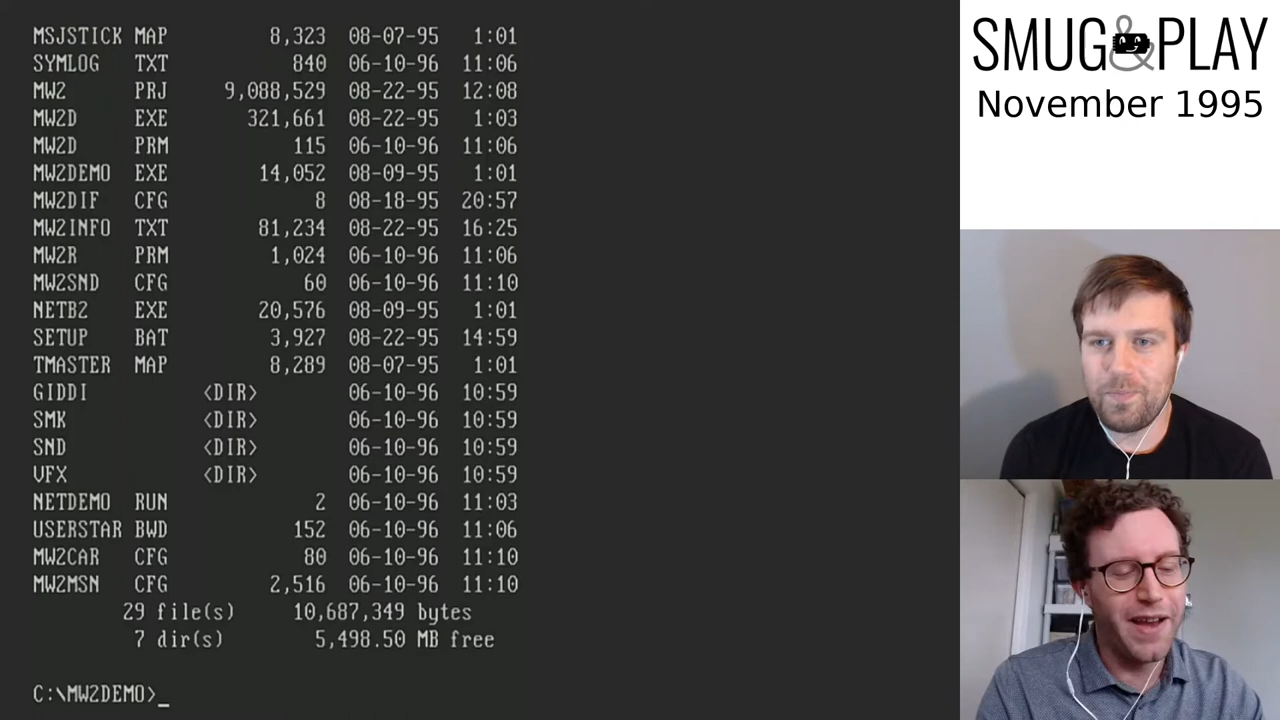 MSJSTICK MAP 8,323 08-07-95 1:01
SYMLOG TXT 840 06-10-96 11:06
MW2 PRJ 9,088,529 08-22-95 12:08
MW2D EXE 321,661 08-22-95 1:03
MW2D PRM 115 06-10-96 11:06
MW2DEMO EXE 14,052 08-09-95 1:01
MW2DIF CFG 8 08-18-95 20:57
MW2INFO TXT 81,234 08-22-95 16:25
MW2R PRM 1,024 06-10-96 11:06
MW2SND CFG 60 06-10-96 11:10
NETB2 EXE 20,576 08-09-95 1:01
SETUP BAT 3,927 08-22-95 14:59
TMASTER MAP 8,289 08-07-95 1:01
GIDDI <DIR> 06-10-96 10:59
SMK <DIR> 06-10-96 10:59
SND <DIR> 06-10-96 10:59
VFX <DIR> 06-10-96 10:59
NETDEMO RUN 2 06-10-96 11:03
USERSTAR BWD 152 06-10-96 11:06
MW2CAR CFG 80 06-10-96 11:10
MW2MSN CFG 2,516 06-10-96 11:10
29 file(s) 10,687,349 bytes
7 dir(s) 5,498.50 MB free
C:\MW2DEMO>_
SMUG&PLAY
November 1995